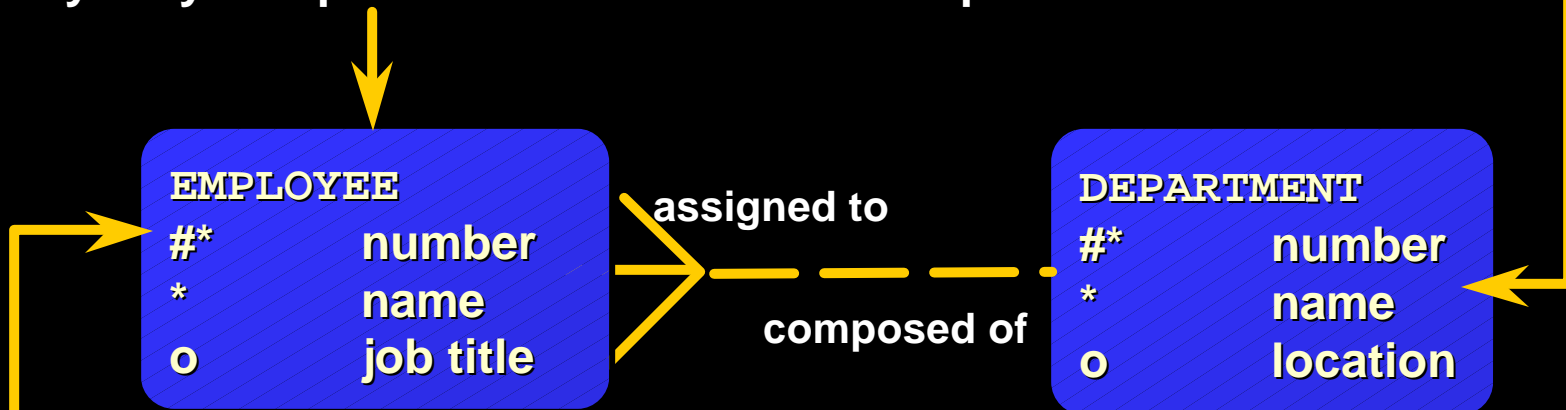 EMPLOYEE
#* number
* name
o job title
assigned to
composed of
DEPARTMENT
#* number
* name
o location